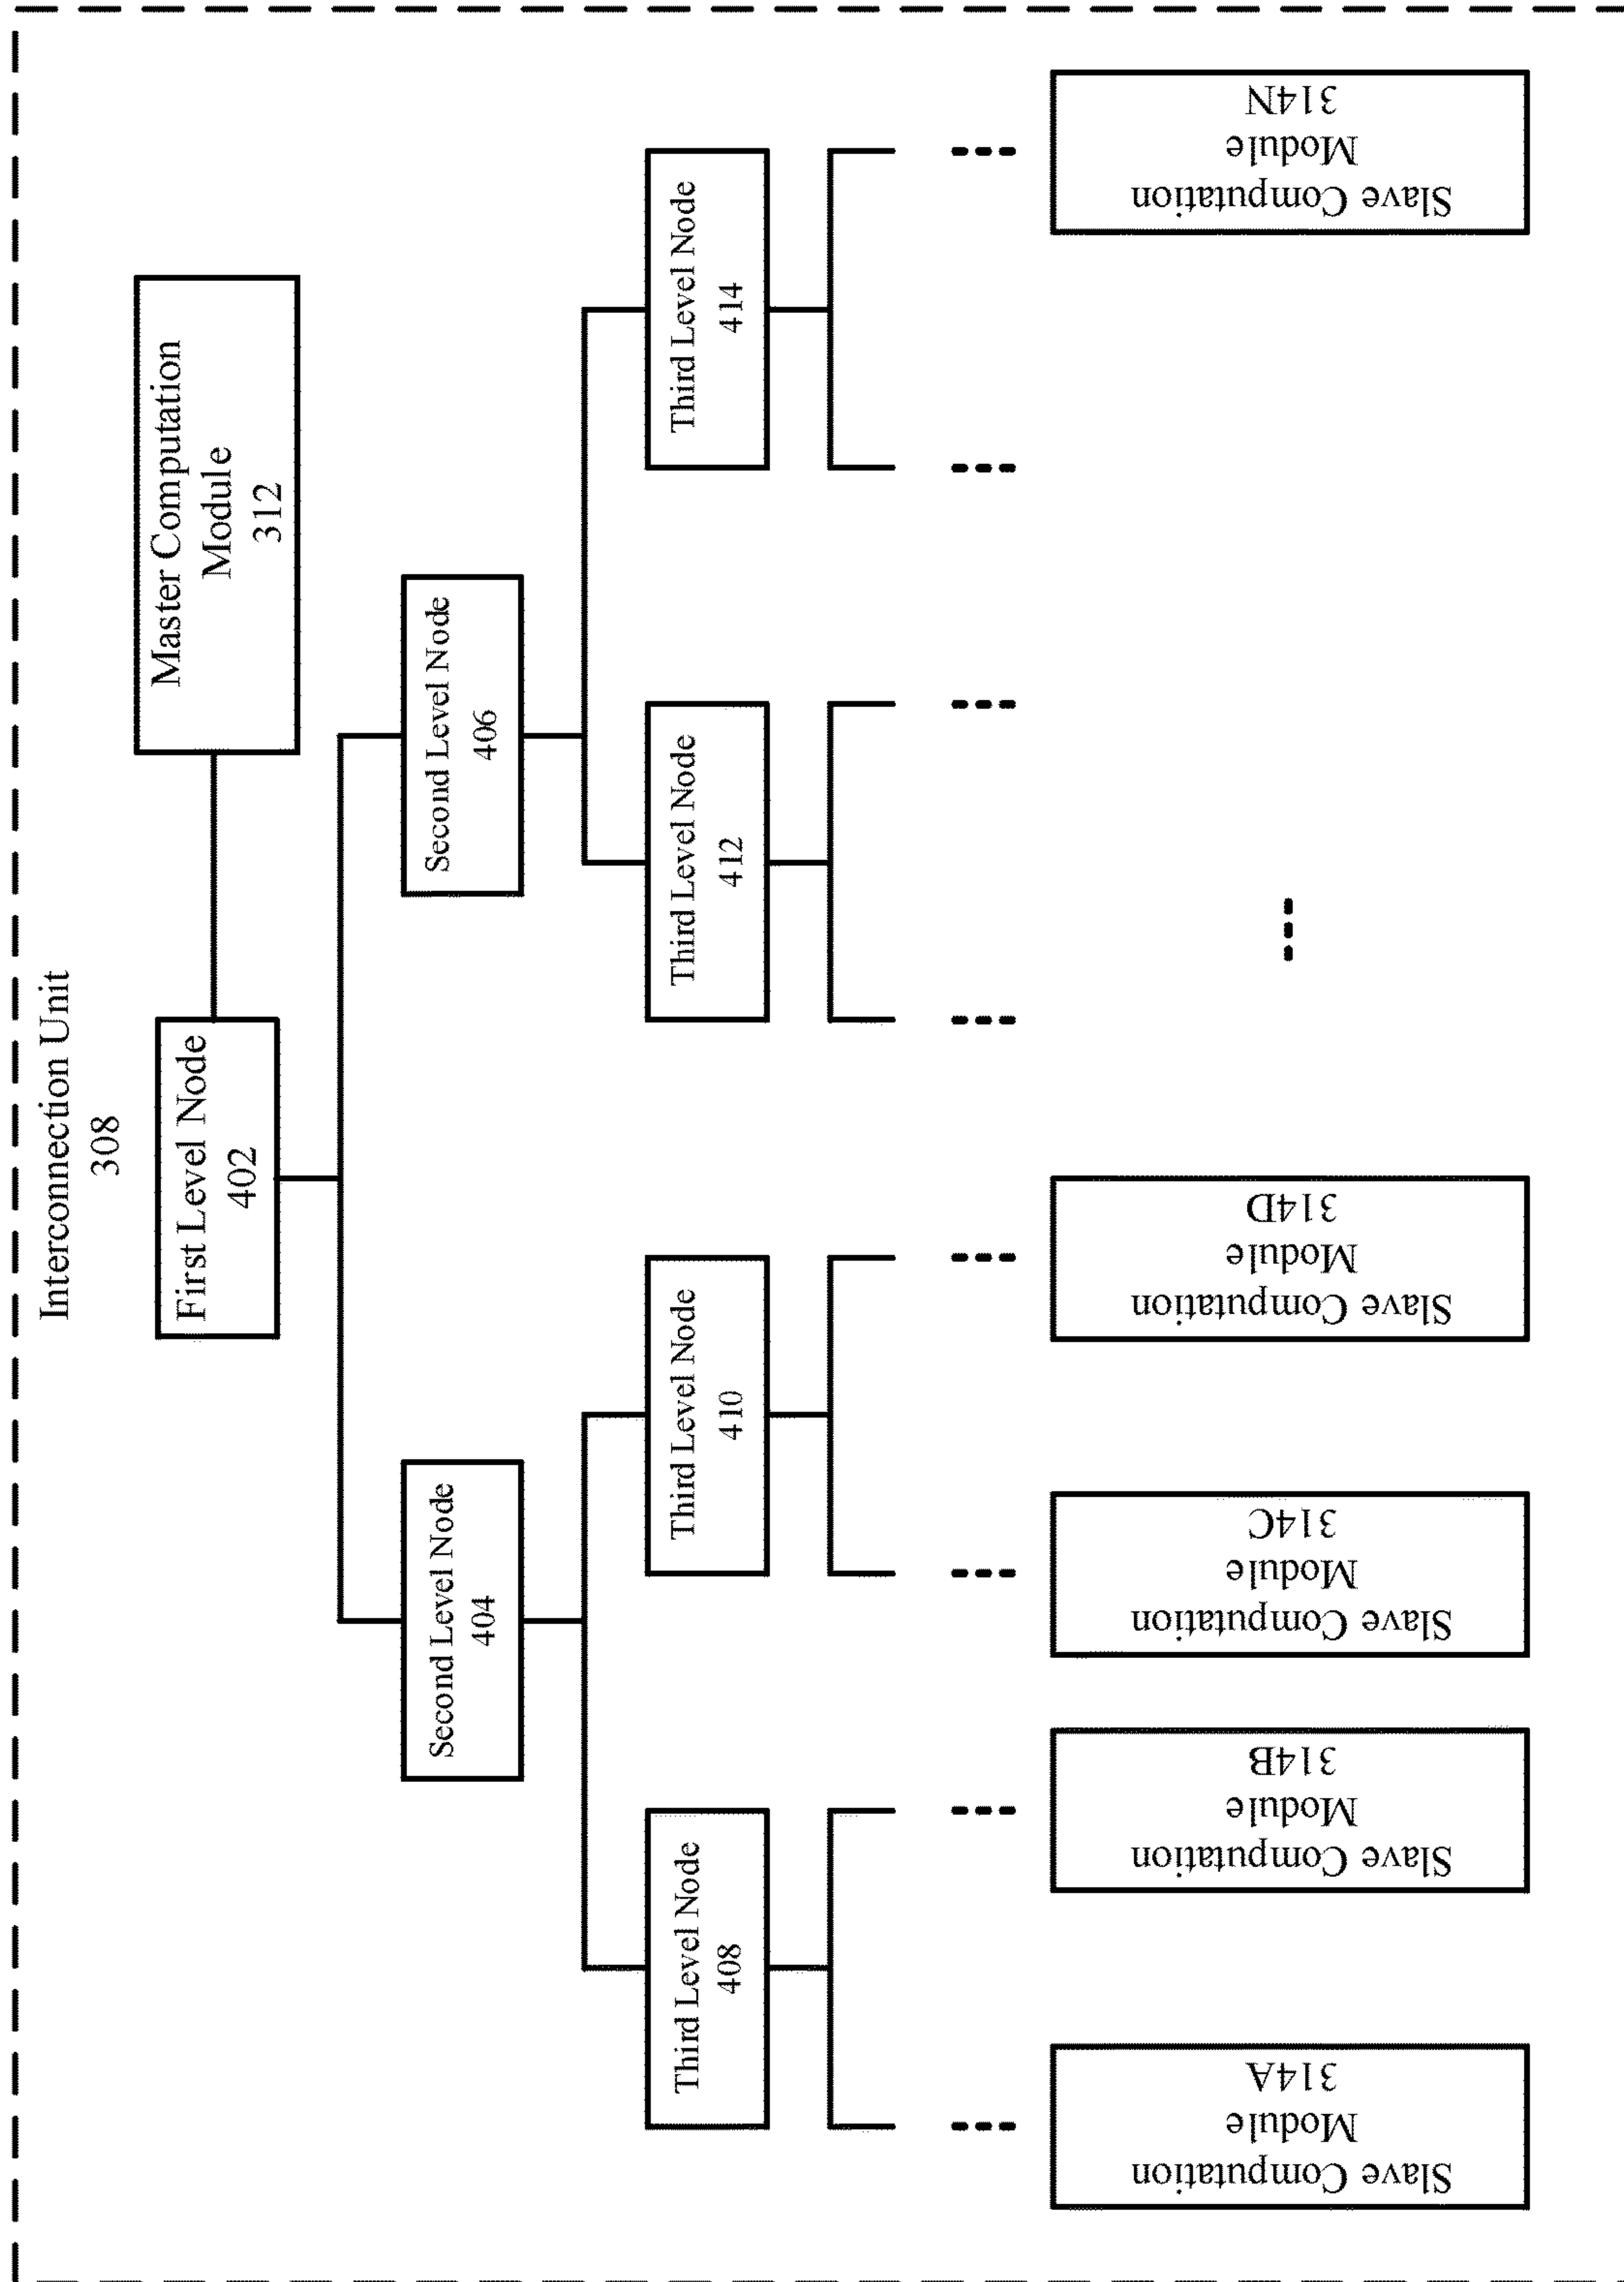 Interconnection Unit
308
First Level Node
402
Master Computation
Module
312
Second Level Node
404
Second Level Node
406
Third Level Node
408
Third Level Node
410
Third Level Node
412
Third Level Node
414
Slave Computation
Module
314A
Slave Computation
Module
314B
Slave Computation
Module
314C
Slave Computation
Module
314D
Slave Computation
Module
314N